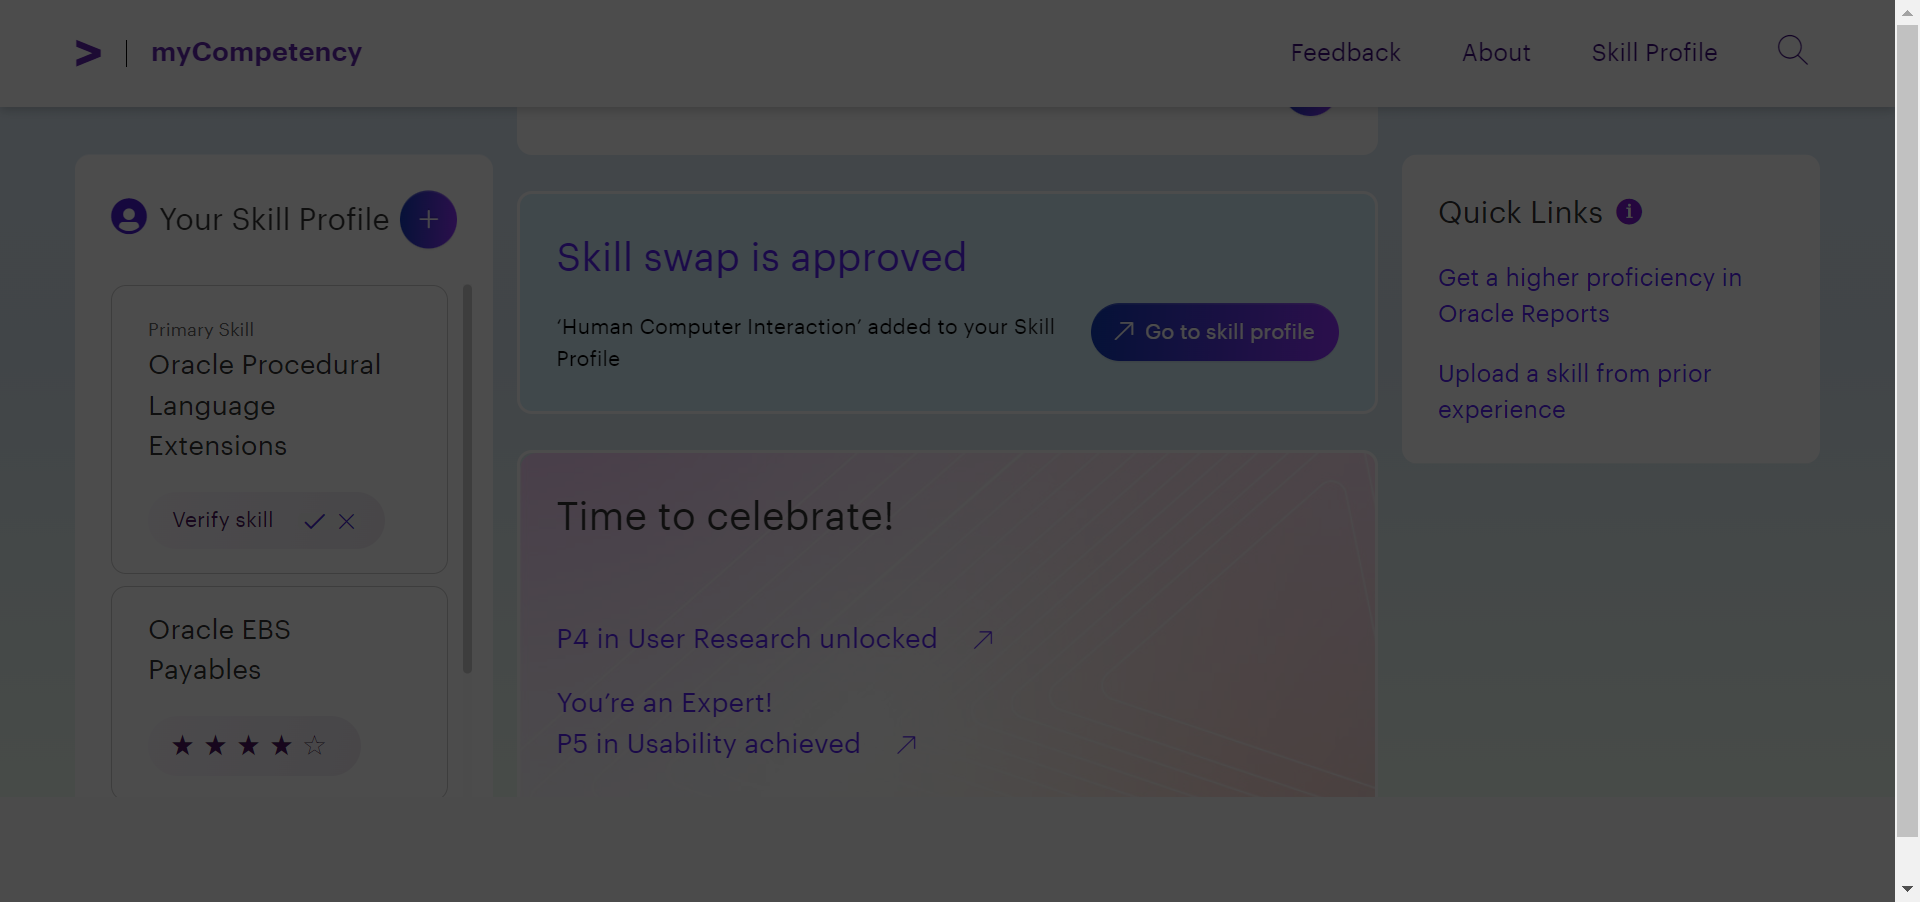 myCompetency
Feedback
About
Skill Profile
Your Skill Profile
Primary Skill
Oracle Procedural
Language
Extensions
Verify skill
Oracle EBS
Payables
Skill swap is approved
‘Human Computer Interaction’ added to your Skill
Profile
Go to skill profile
Time to celebrate!
P4 in User Research unlocked
You’re an Expert!
P5 in Usability achieved
Quick Links
Get a higher proficiency in
Oracle Reports
Upload a skill from prior
experience